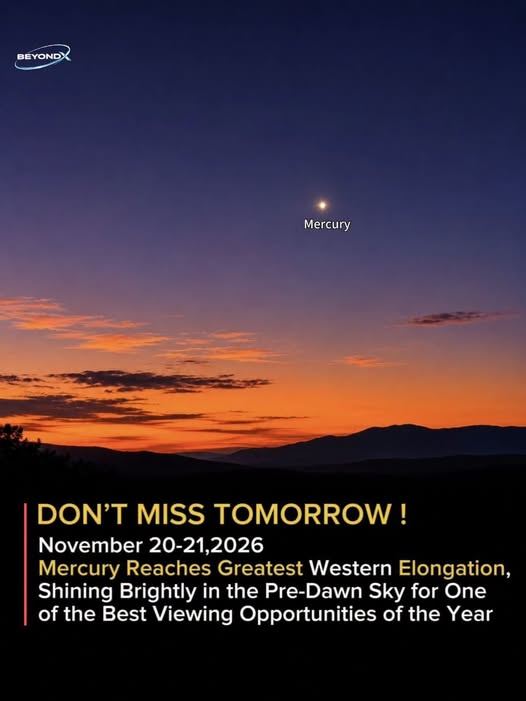 BEYONDX
Mercury
DON'T MISS TOMORROW !
November 20-21,2026
Mercury Reaches Greatest Western Elongation,
Shining Brightly in the Pre-Dawn Sky for One
of the Best Viewing Opportunities of the Year